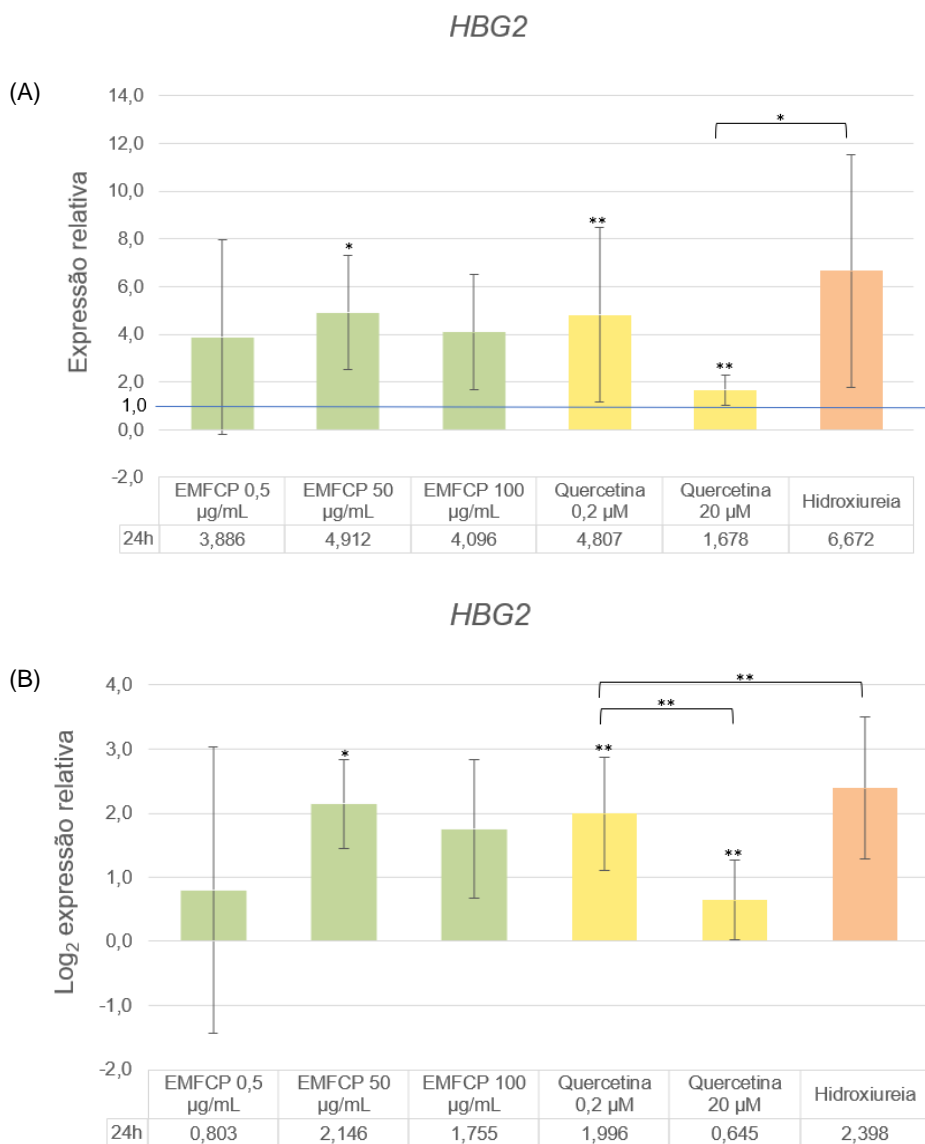 HBG2
(A)
Expressão relativa
14,0
12,0
10,0
8,0
6,0
4,0
2,0
1,0
0,0
-2,0
*
**
*
**
EMFCP 0,5 µg/mL
EMFCP 50 µg/mL
EMFCP 100 µg/mL
Quercetina 0,2 µM
Quercetina 20 µM
Hidroxiureia
24h 3,886 4,912 4,096 4,807 1,678 6,672
HBG2
(B)
Log2 expressão relativa
4,0
3,0
2,0
1,0
0,0
-1,0
-2,0
**
**
*
**
**
EMFCP 0,5 µg/mL
EMFCP 50 µg/mL
EMFCP 100 µg/mL
Quercetina 0,2 µM
Quercetina 20 µM
Hidroxiureia
24h 0,803 2,146 1,755 1,996 0,645 2,398